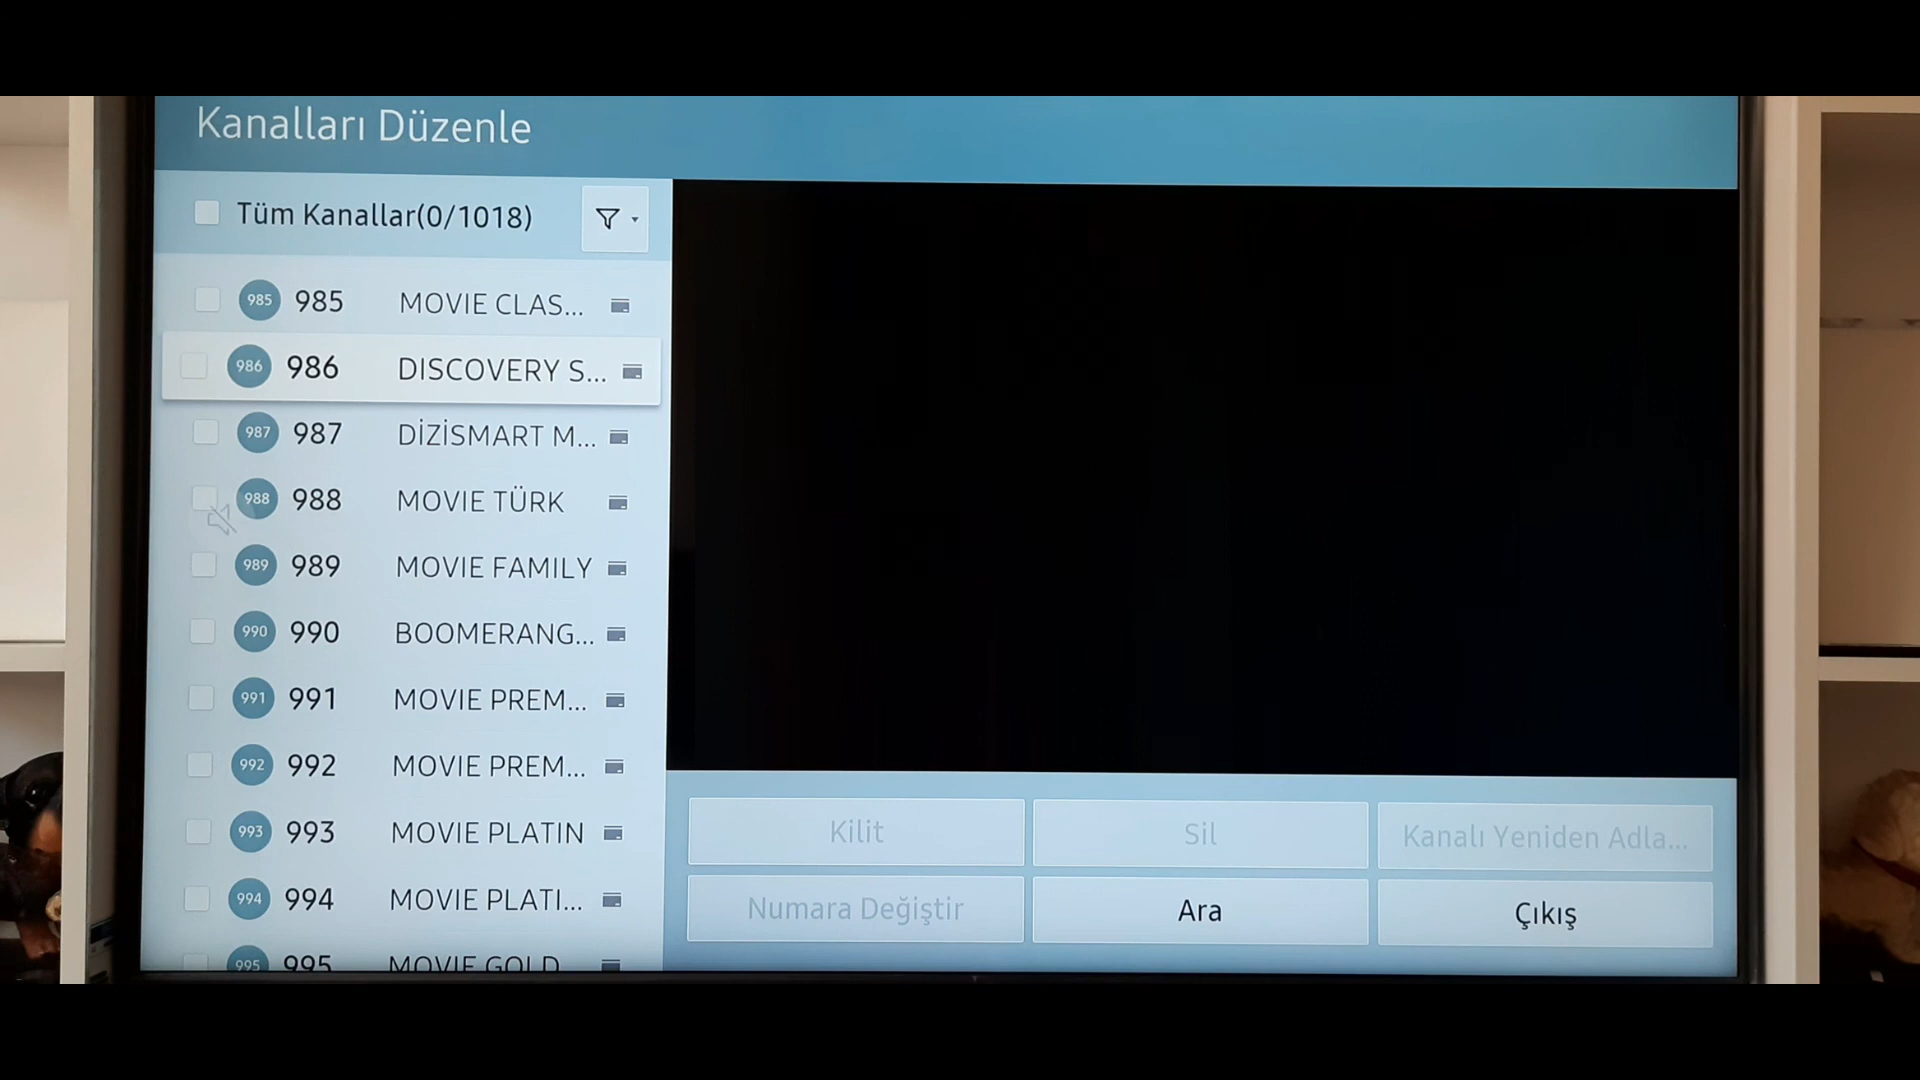 Kanalları Düzenle
Tüm Kanallar(0/1018)
985 985 MOVIE CLAS...
986 986 DISCOVERY S...
987 987 DİZİSMART M...
988 988 MOVIE TÜRK
989 989 MOVIE FAMILY
990 990 BOOMERANG...
991 991 MOVIE PREM...
992 992 MOVIE PREM...
993 993 MOVIE PLATIN
994 994 MOVIE PLATI...
995 995 MOVIE GOLD
Kilit
Sil
Kanalı Yeniden Adla...
Numara Değiştir
Ara
Çıkış